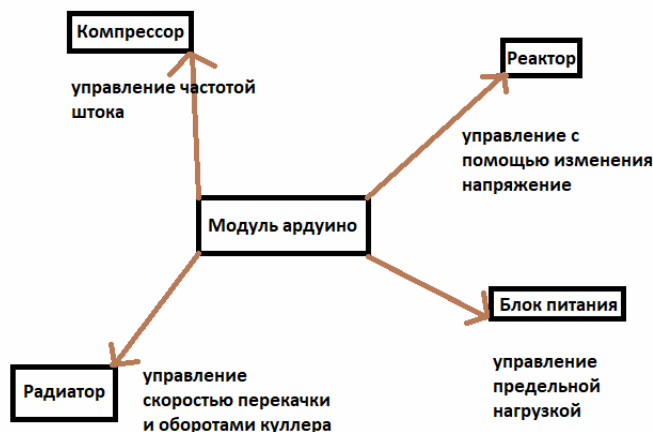 Компрессор
управление частотой
штока
Реактор
управление с
помощью изменения
напряжение
Модуль ардуино
Блок питания
управление
предельной
нагрузкой
Радиатор
управление
скоростью перекачки
и оборотами куллера